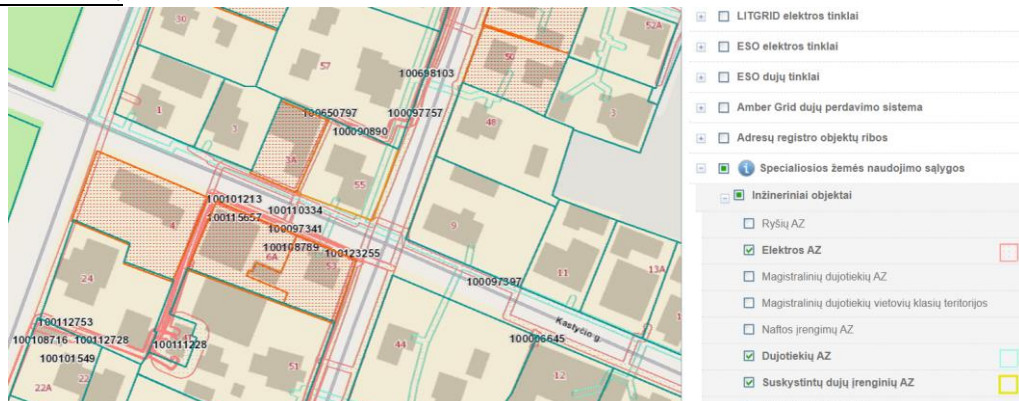 30
52A
50
57
100698103
1
100650797
100097757
3
100090890
48
3
3A
55
100101213
4
100115657
100110334
9
100097341
100108789
100123255
6A
53
24
11
13A
100097397
Kastyčio g.
100112753
100108716
100112728
100111228
44
100006645
100101549
51
22A
22
12
LITGRID elektros tinklai
ESO elektros tinklai
ESO dujų tinklai
Amber Grid dujų perdavimo sistema
Adresų registro objektų ribos
Specialiosios žemės naudojimo sąlygos
Inžineriniai objektai
Ryšių AZ
Elektros AZ
Magistralinių dujotiekių AZ
Magistralinių dujotiekių vietovių klasių teritorijos
Naftos įrengimų AZ
Dujotiekių AZ
Suskystintų dujų įrenginių AZ